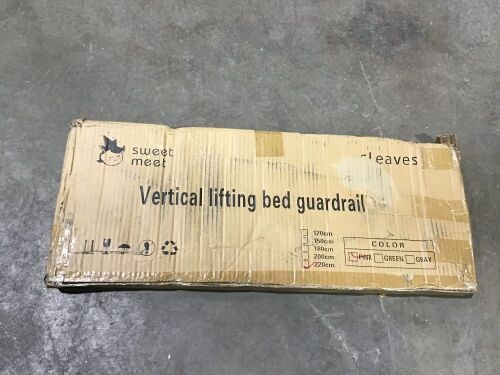 sweet
meet
cleaves
Vertical lifting bed guardrail
120cm
150cm
180cm
200cm
220cm
COLOR
PINK
GREEN
GRAY